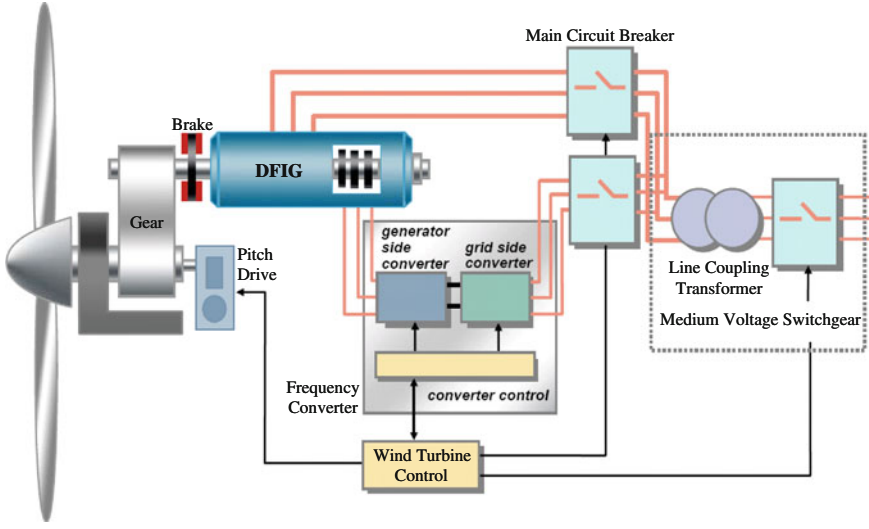 Main Circuit Breaker
Brake
DFIG
Gear
Pitch
Drive
generator
side
converter
grid side
converter
Line Coupling
Transformer
Medium Voltage Switchgear
Frequency
Converter
converter control
Wind Turbine
Control